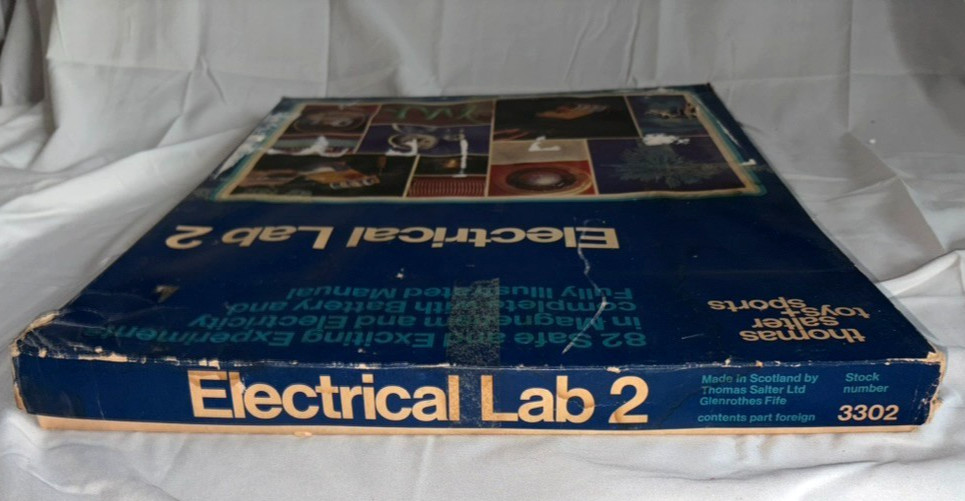 Electrical Lab 2
82 Safe and Exciting Experiments
in Magnetism and Electricity
complete with Battery and
Fully Illustrated Manual
thomas
salter
toys+
sports
Electrical Lab 2
Made in Scotland by
Thomas Salter Ltd
Glenrothes Fife
contents part foreign
Stock
number
3302